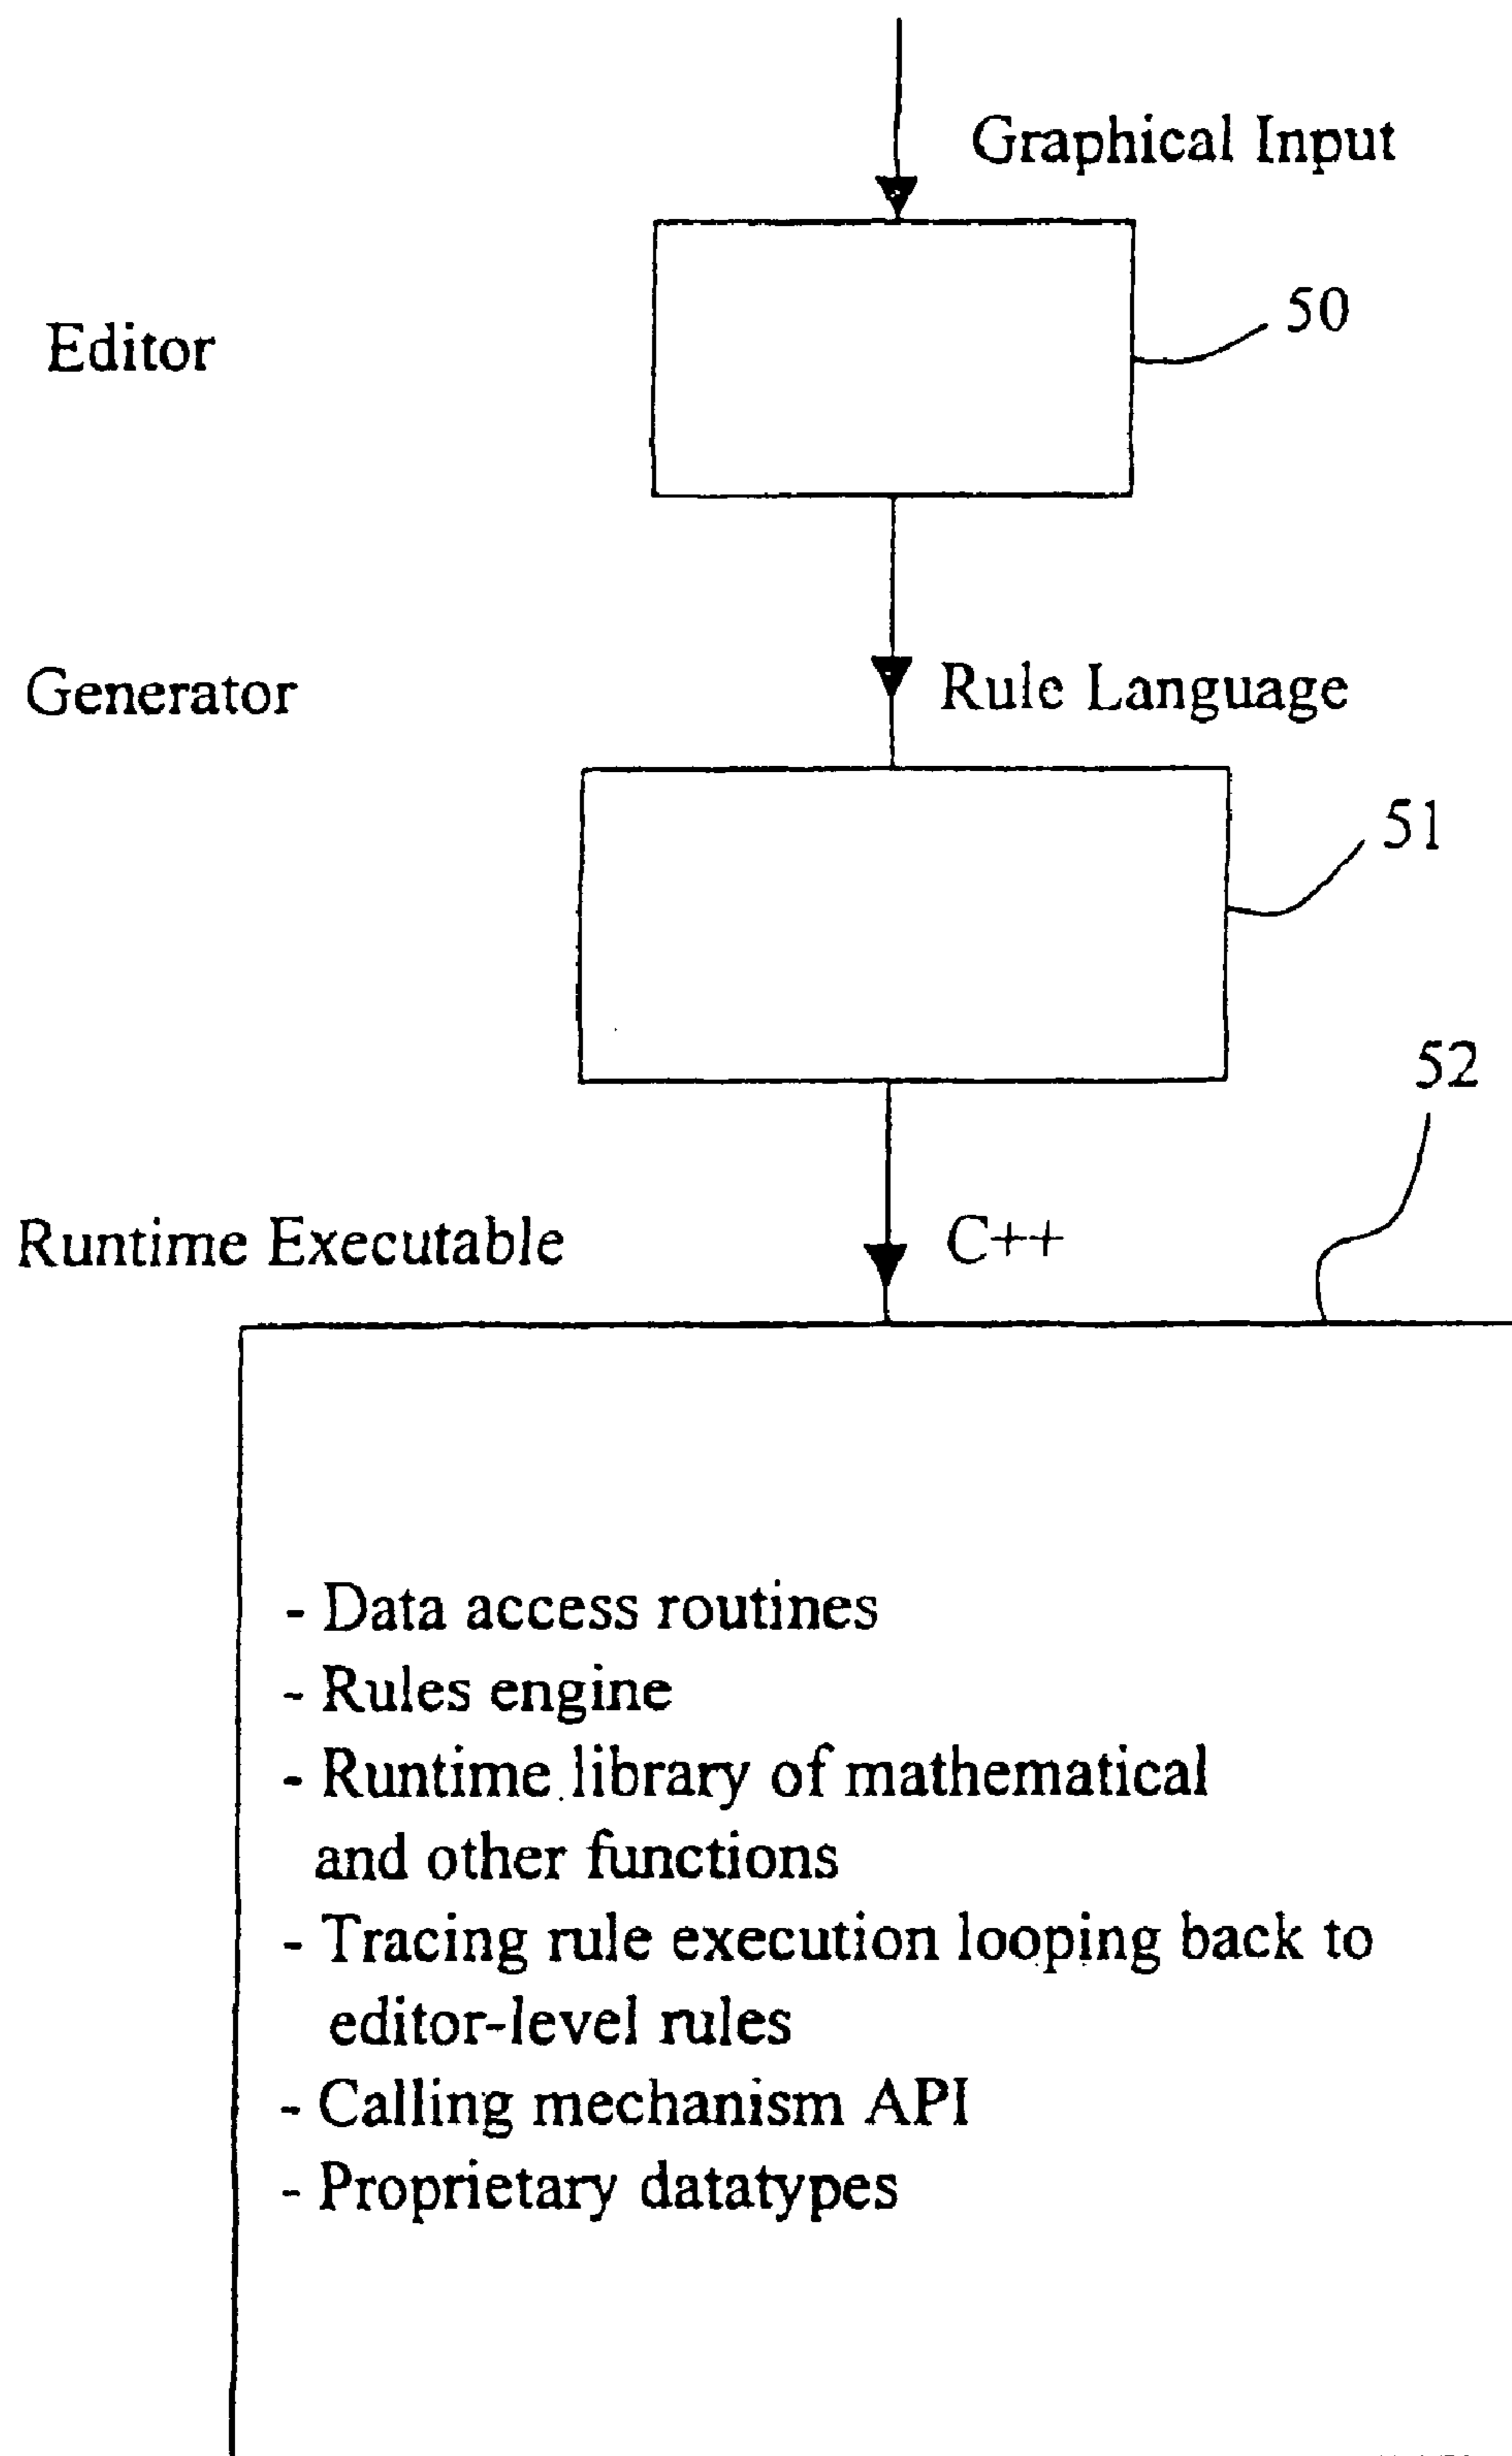 Graphical Input
50
Editor
Generator
Rule Language
51
52
Runtime Executable
C++
- Data access routines
- Rules engine
- Runtime library of mathematical
and other functions
- Tracing rule execution looping back to
editor-level rules
- Calling mechanism API
- Proprietary datatypes